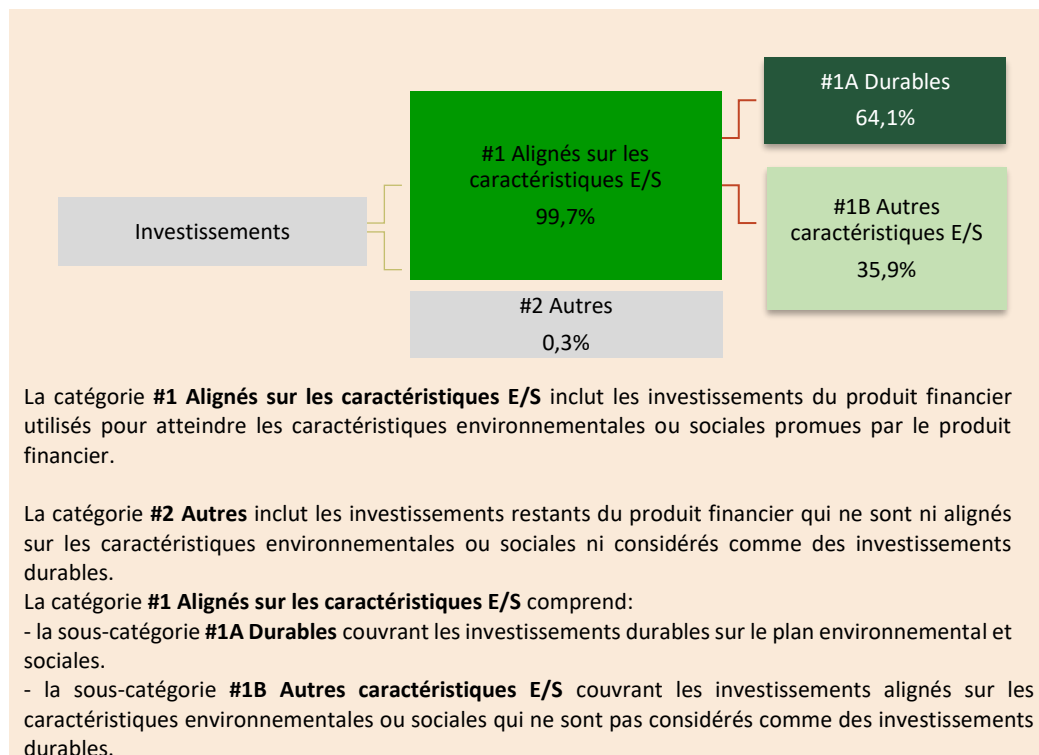 Investissements
#1 Alignés sur les
caractéristiques E/S
99,7%
#2 Autres
0,3%
#1A Durables
64,1%
#1B Autres
caractéristiques E/S
35,9%
La catégorie #1 Alignés sur les caractéristiques E/S inclut les investissements du produit financier
utilisés pour atteindre les caractéristiques environnementales ou sociales promues par le produit
financier.
La catégorie #2 Autres inclut les investissements restants du produit financier qui ne sont ni alignés
sur les caractéristiques environnementales ou sociales ni considérés comme des investissements
durables.
La catégorie #1 Alignés sur les caractéristiques E/S comprend:
- la sous-catégorie #1A Durables couvrant les investissements durables sur le plan environnemental et
sociales.
- la sous-catégorie #1B Autres caractéristiques E/S couvrant les investissements alignés sur les
caractéristiques environnementales ou sociales qui ne sont pas considérés comme des investissements
durables.